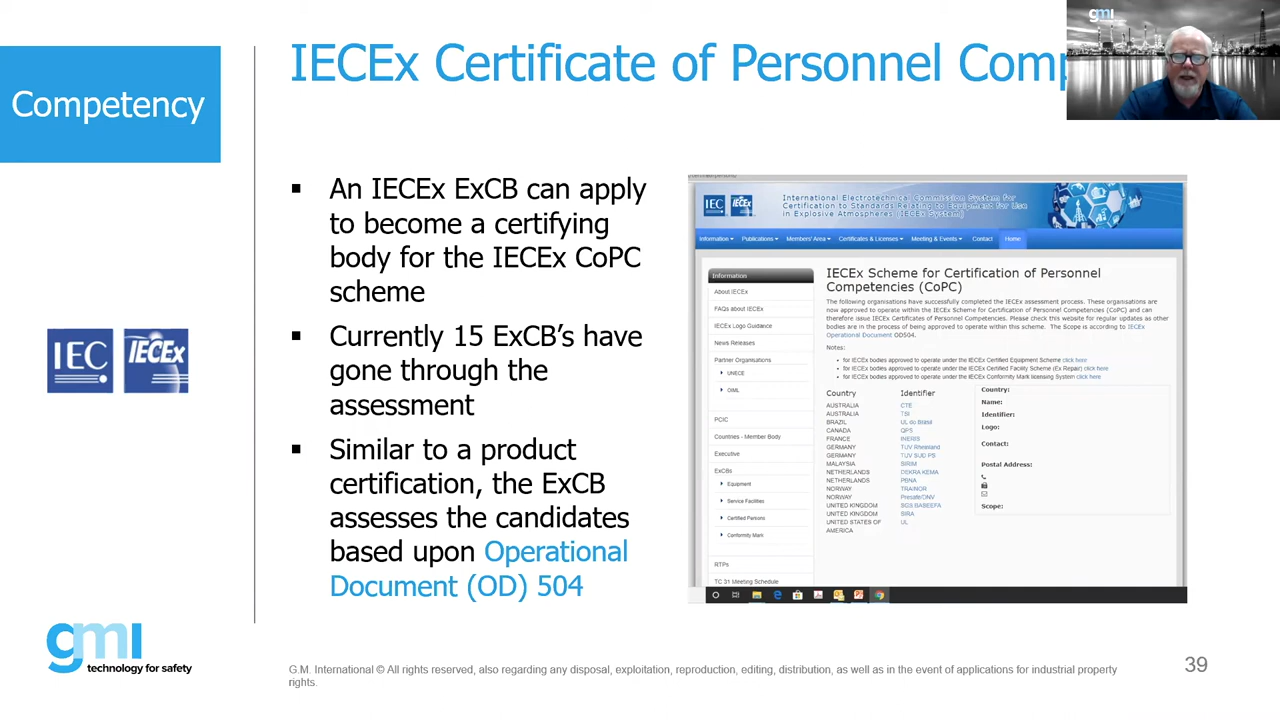 IECEx Certificate of Personnel Comp
gmi
Competency
An IECEx ExCB can apply
to become a certifying
body for the IECEx CoPC
scheme
Currently 15 ExCB's have
gone through the
assessment
Similar to a product
certification, the ExCB
assesses the candidates
based upon Operational
Document (OD) 504
IEC IECEx
IEC IECEx
International Electrotechnical Commission System for
Certification to Standards Relating to Equipment for Use
in Explosive Atmospheres (IECEx System)
Information Publications Members' Area Certificates & Licenses Meeting & Events Contact Home
Information
About IECEx
FAQs about IECEx
IECEx Logo Guidance
News Releases
Partner Organisations
UNECE
OIML
PCIC
Countries - Member Body
Executive
ExCBs
Equipment
Service Facilities
Certified Persons
Conformity Mark
RTPs
TC 31 Meeting Schedule
IECEx Scheme for Certification of Personnel
Competencies (CoPC)
The following organisations have successfully completed the IECEx assessment process. These organisations are
now approved to operate within the IECEx Scheme for Certification of Personnel Competencies (CoPC) and can
therefore issue IECEx Certificates of Personnel Competencies. Please check this website for regular updates as other
bodies are in the process of being approved to operate within this scheme. The Scope is according to IECEx
Operational Document OD504.
Notes:
for IECEx bodies approved to operate under the IECEx Certified Equipment Scheme click here
for IECEx bodies approved to operate under the IECEx Certified Facility Scheme (Ex Repair) click here
for IECEx bodies approved to operate under the IECEx Conformity Mark licensing System click here
Country Identifier
AUSTRALIA CTE
AUSTRALIA TSI
BRAZIL UL do Brasil
CANADA QPS
FRANCE INERIS
GERMANY TUV Rheinland
GERMANY TUV SUD PS
MALAYSIA SIRIM
NETHERLANDS DEKRA KEMA
NETHERLANDS PBNA
NORWAY TRAINOR
NORWAY Presafe/DNV
UNITED KINGDOM SGS BASEEFA
UNITED KINGDOM SIRA
UNITED STATES OF UL
AMERICA
Country:
Name:
Identifier:
Logo:
Contact:
Postal Address:
Scope:
gmi
technology for safety
G.M. International © All rights reserved, also regarding any disposal, exploitation, reproduction, editing, distribution, as well as in the event of applications for industrial property
rights.
39